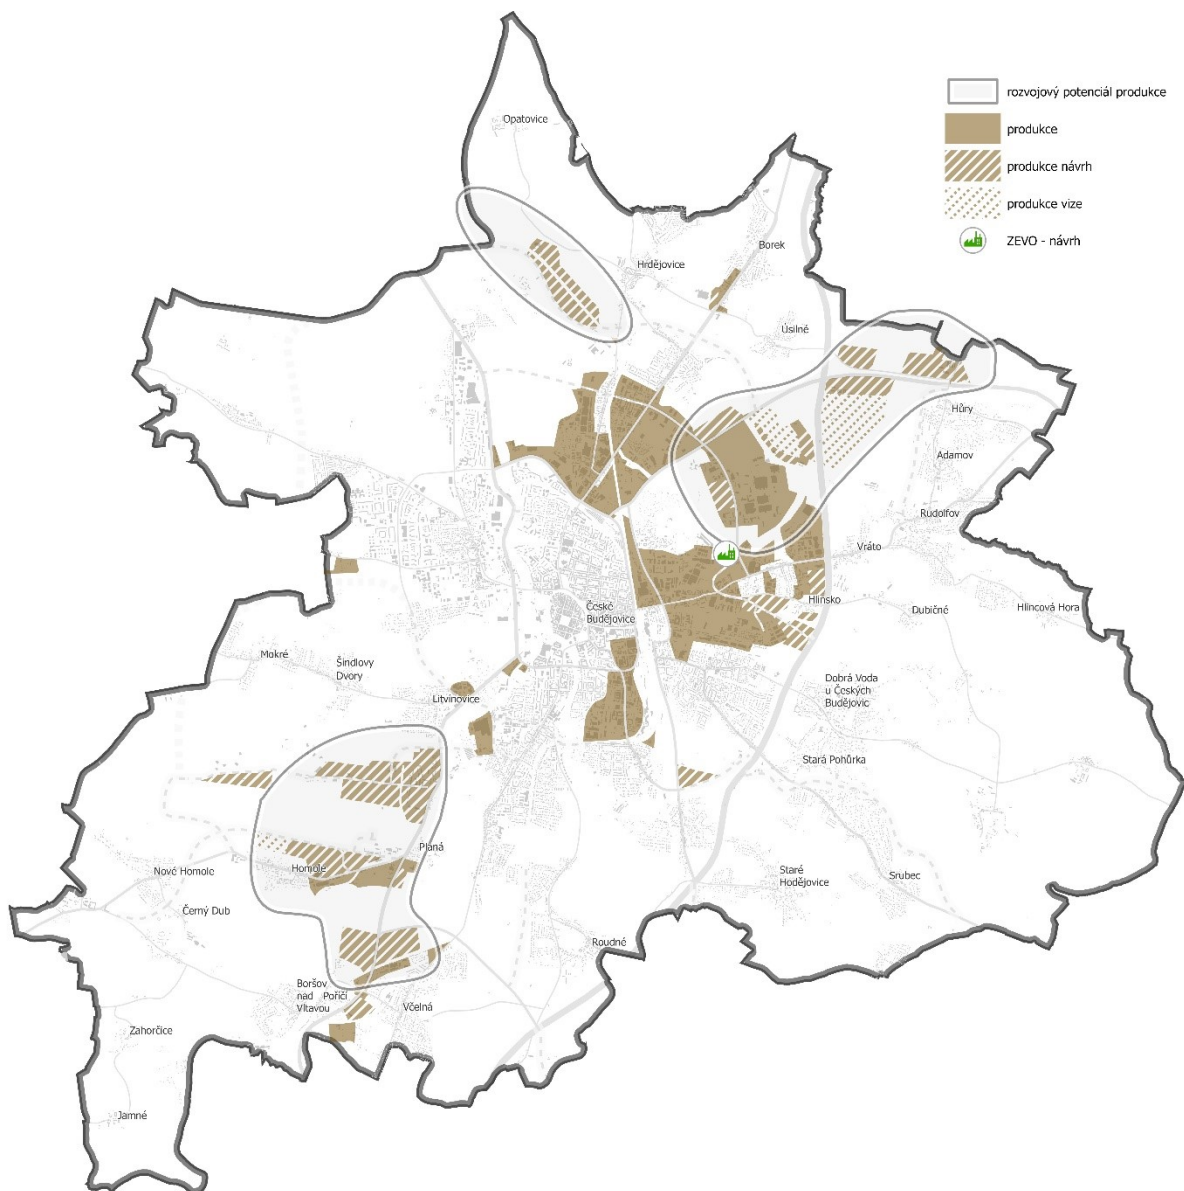 rozvojový potenciál produkce
produkce
produkce návrh
produkce vize
ZEVO - návrh
Opatovice
Borek
Hrdějovice
Úsilné
Hůry
Adamov
Rudolfov
Vráto
Hlinsko
Dubičné
Hlincová Hora
České
Budějovice
Mokré
Šindlovy
Dvory
Litvínovice
Dobrá Voda
u Českých
Budějovic
Stará Pohůrka
Planá
Homole
Nové Homole
Staré
Hodějovice
Srubec
Černý Dub
Roudné
Boršov
nad Poříčí
Vltavou
Včelná
Zahorčice
Jamné